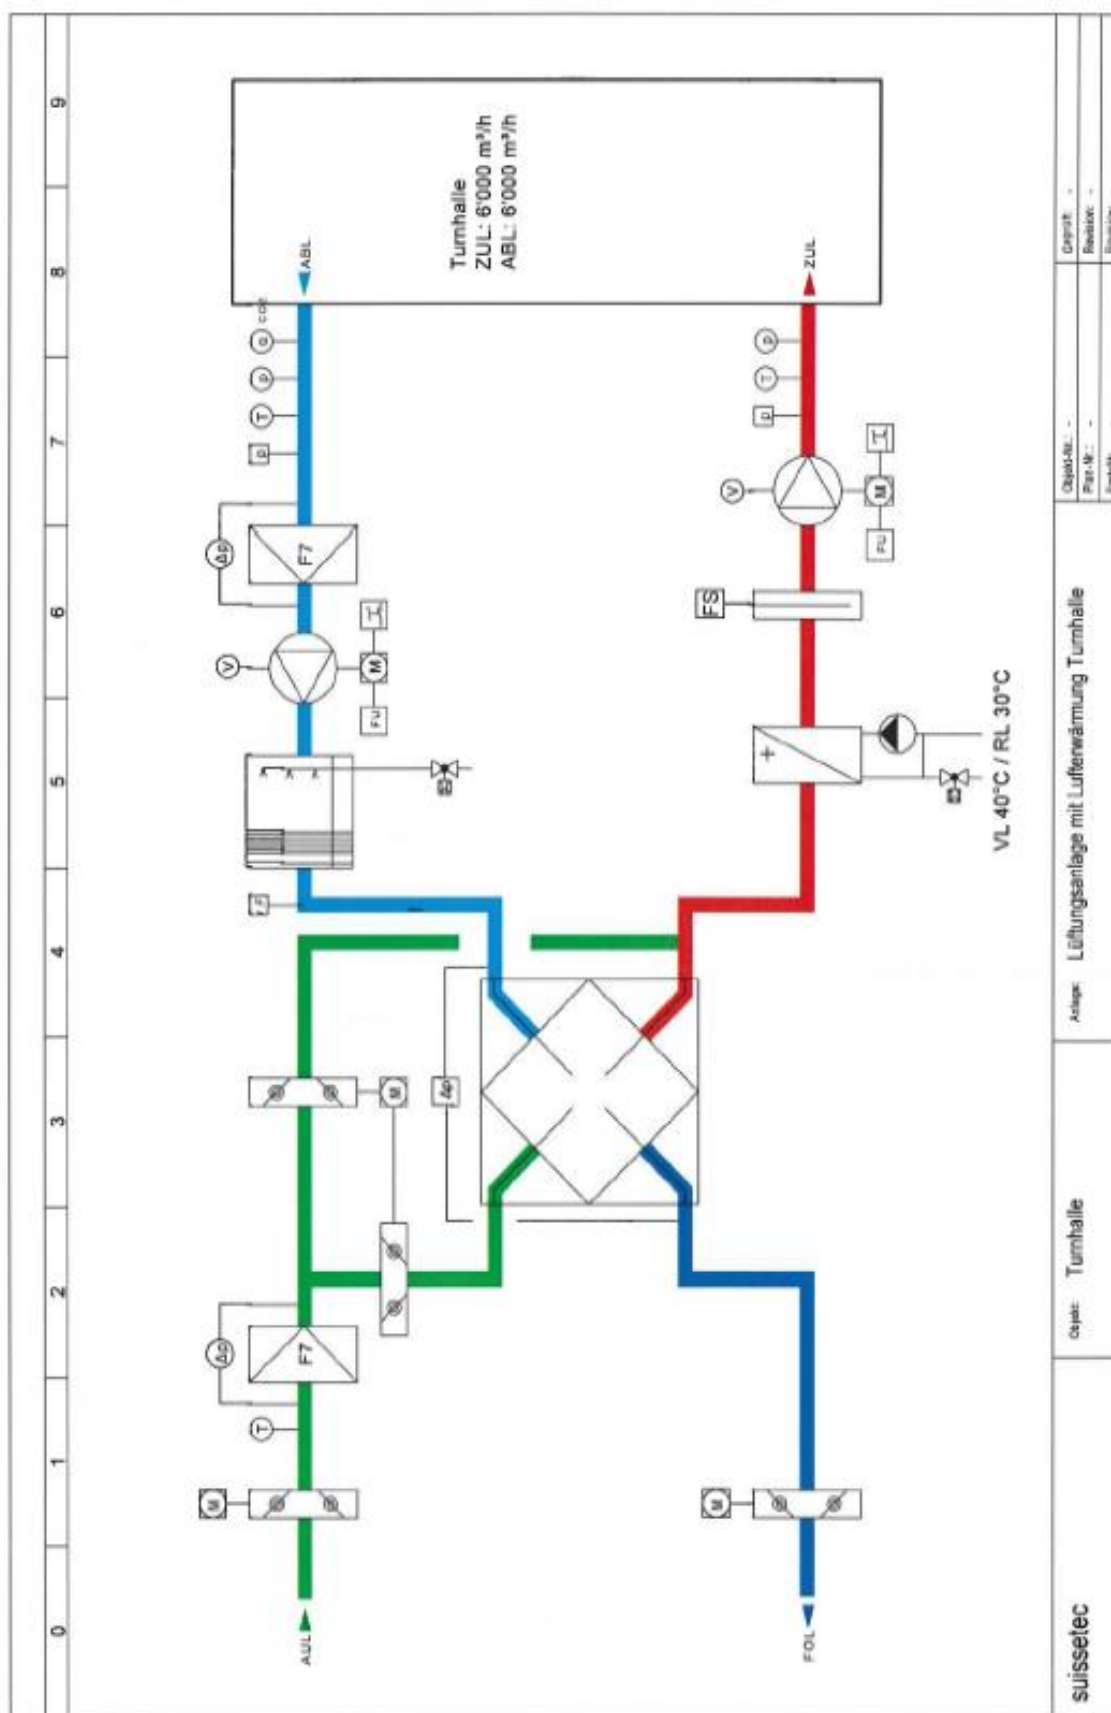 0 1 2 3 4 5 6 7 8 9
Turnhalle
ZUL: 6'000 m³/h
ABL: 6'000 m³/h
Δp
V
Δp
p
T
p
q
CO2
M
T
F7
F7
ABL
AUL
FU
M
M
M
Δp
M
V
FS
p
T
p
FOL
ZUL
+
FU
M
VL 40°C / RL 30°C
suissetec
Objekt: Turnhalle
Anlage: Lüftungsanlage mit Lufterwärmung Turnhalle
Objekt-Nr.: -
Geprüft: -
Plan-Nr.: -
Revision: -